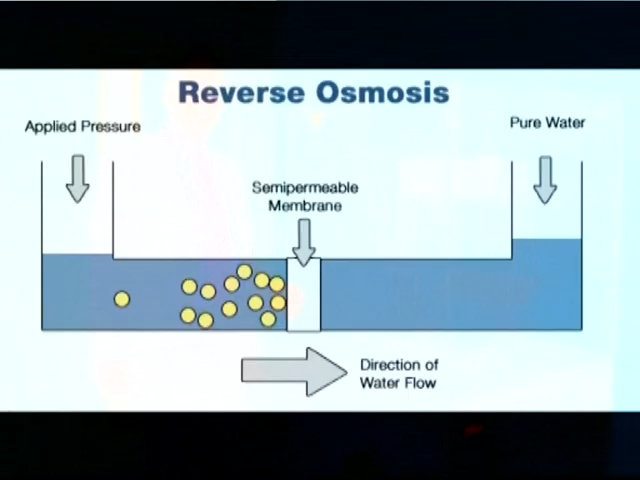 Reverse Osmosis
Applied Pressure
Pure Water
Semipermeable
Membrane
Direction of
Water Flow